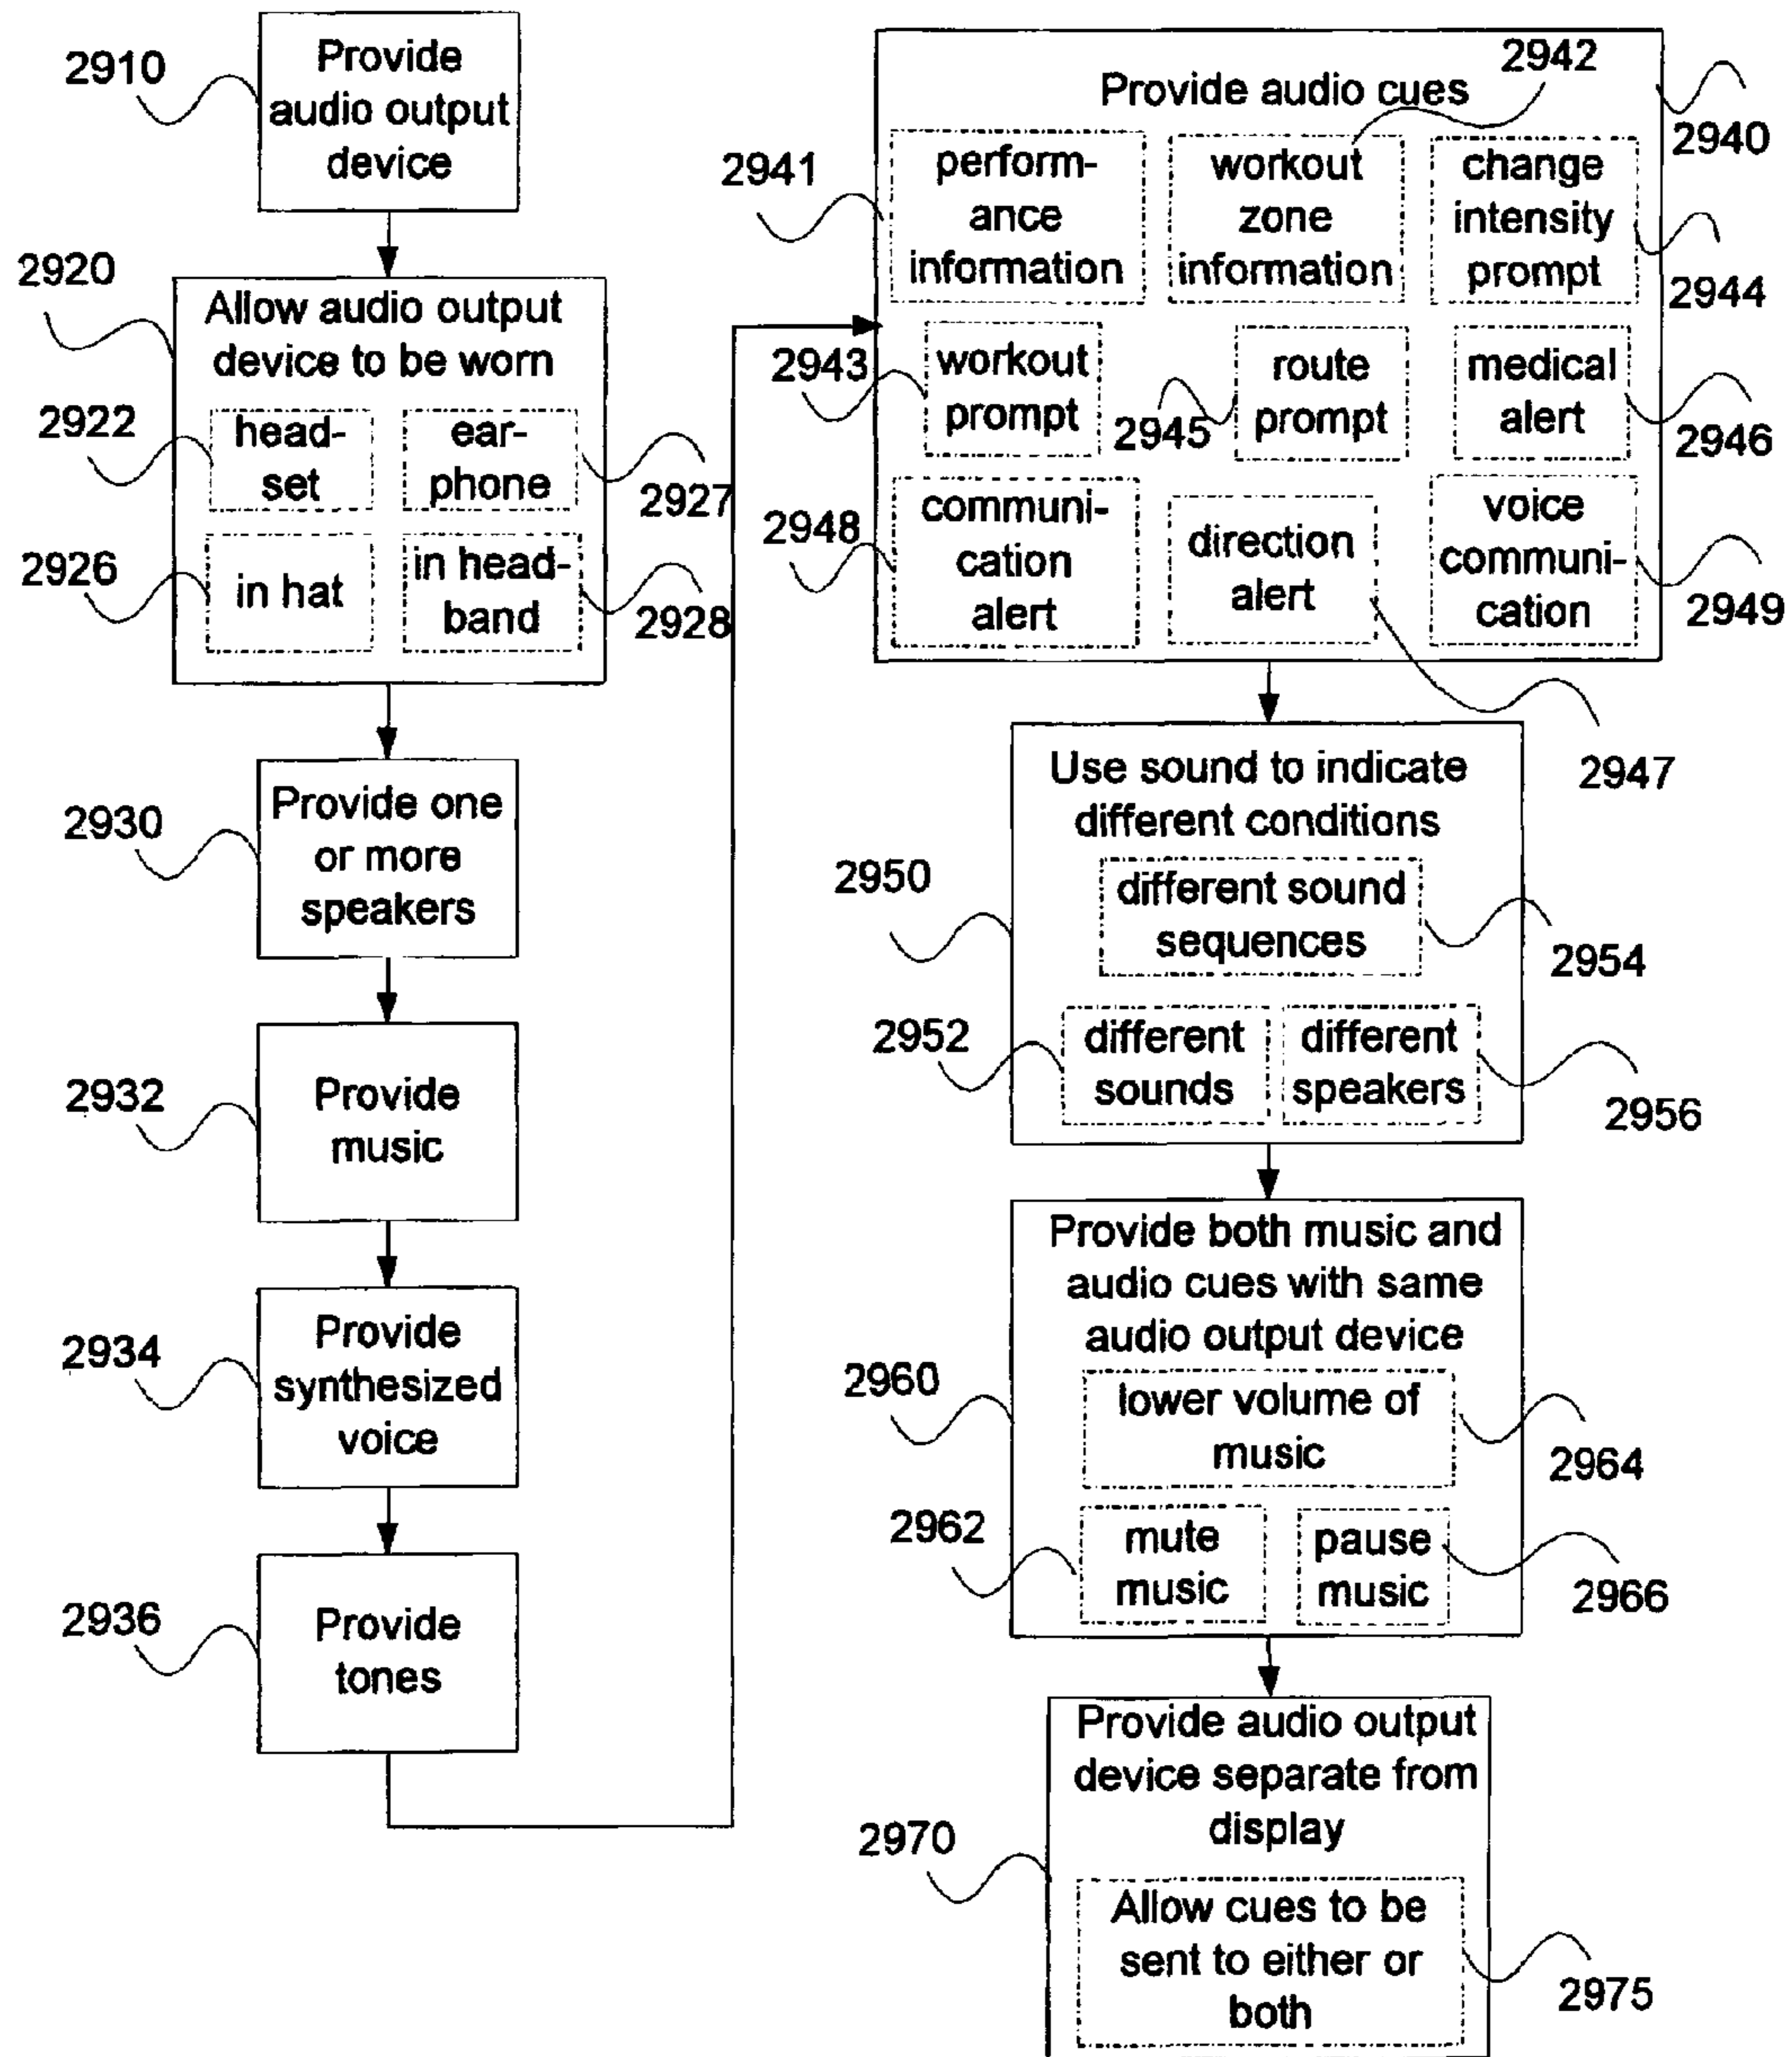 2910
Provide
audio output
device
2920
Allow audio output
device to be worn
2922
head-
set
ear-
phone
2927
2926
in hat
in head-
band
2928
2930
Provide one
or more
speakers
2932
Provide
music
2934
Provide
synthesized
voice
2936
Provide
tones
2942
Provide audio cues
2940
2941
perform-
ance
information
workout
zone
information
change
intensity
prompt
2944
2943
workout
prompt
2945
route
prompt
medical
alert
2946
2948
communi-
cation
alert
direction
alert
voice
communi-
cation
2949
2947
Use sound to indicate
different conditions
2950
different sound
sequences
2954
2952
different
sounds
different
speakers
2956
Provide both music and
audio cues with same
audio output device
2960
lower volume of
music
2964
2962
mute
music
pause
music
2966
Provide audio output
device separate from
display
2970
Allow cues to be
sent to either or
both
2975